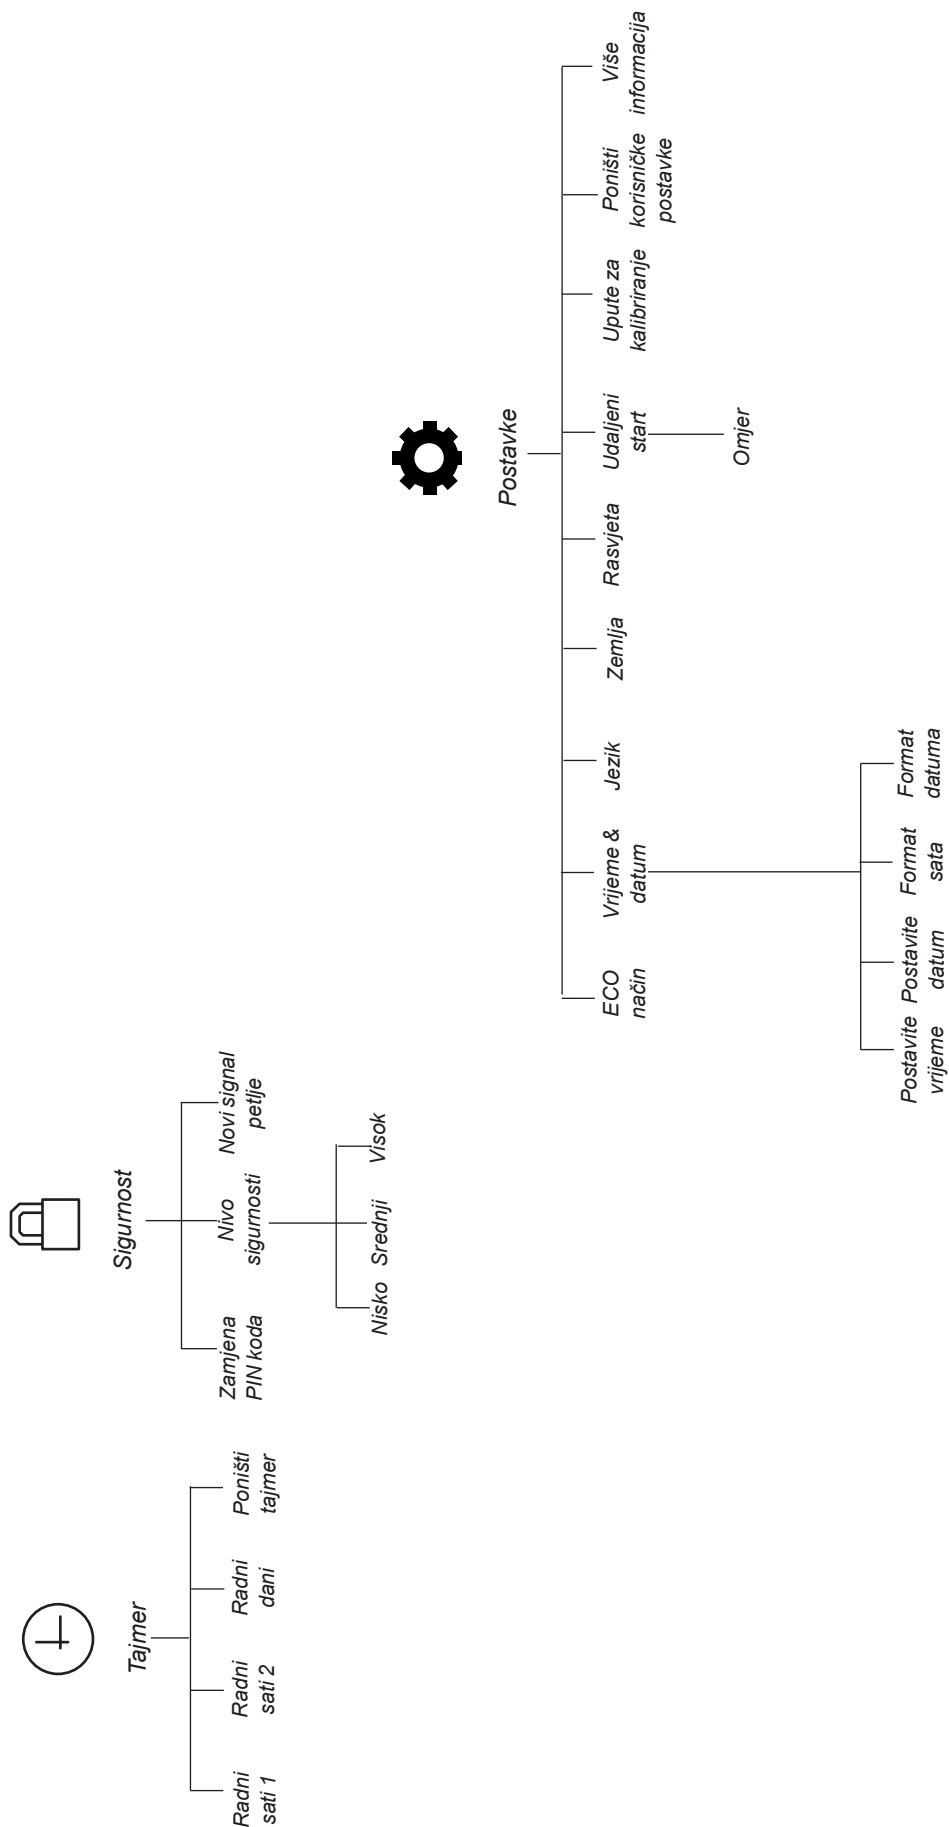 Tajmer
Radni
sati 1
Radni
sati 2
Radni
dani
Poništi
tajmer
Sigurnost
Zamjena
PIN koda
Nivo
sigurnosti
Novi signal
petlje
Nisko
Srednji
Visok
Postavke
ECO
način
Vrijeme &
datum
Jezik
Zemlja
Rasvjeta
Udaljeni
start
Upute za
kalibriranje
Poništi
korisničke
postavke
Više
informacija
Omjer
Postavite
vrijeme
Postavite
datum
Format
sata
Format
datuma